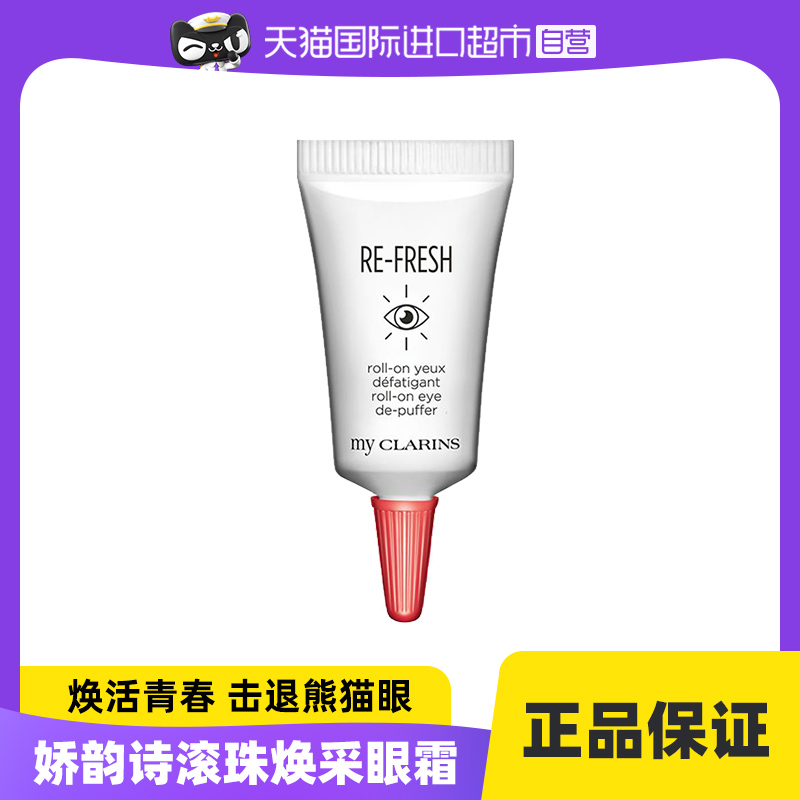 天猫国际进口超市 自营
RE-FRESH
roll-on yeux
défatigant
roll-on eye
de-puffer
my CLARINS
焕活青春 击退熊猫眼
正品保证
娇韵诗滚珠焕采眼霜